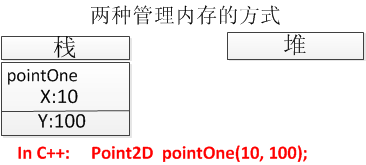 两种管理内存的方式
栈
堆
pointOne
X:10
Y:100
In C++: Point2D pointOne(10, 100);